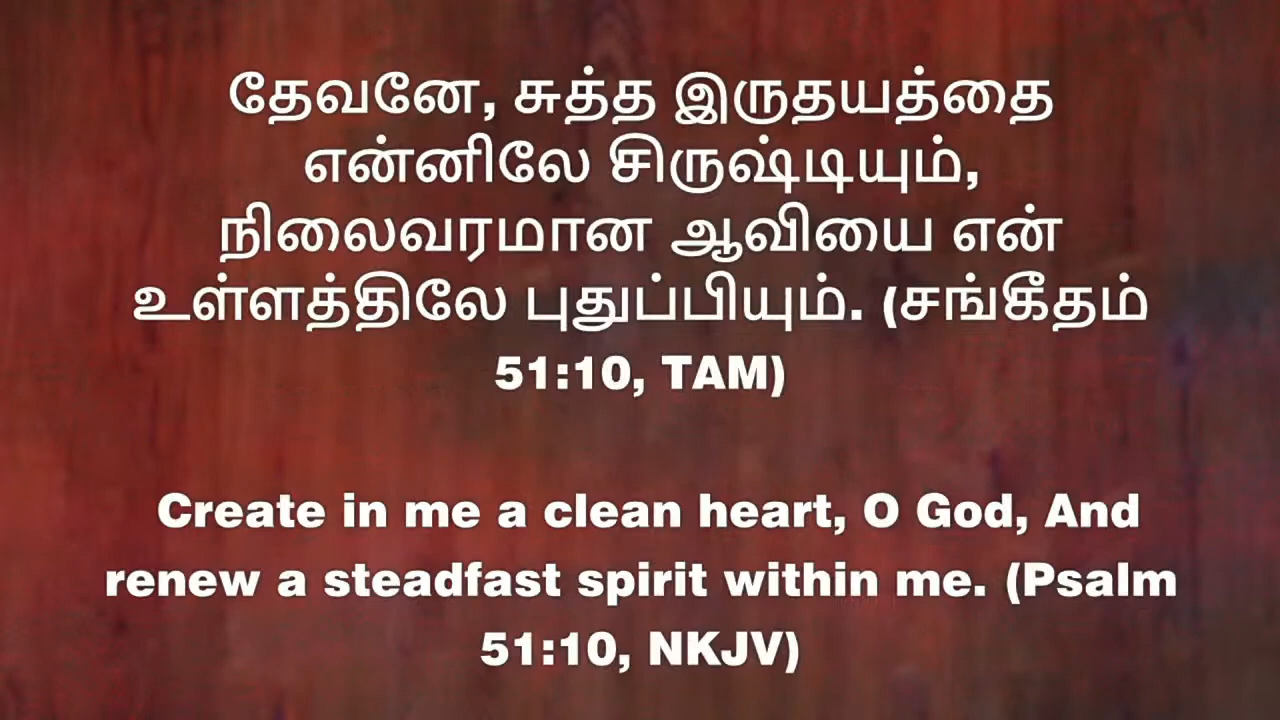 தேவனே, சுத்த இருதயத்தை
என்னிலே சிருஷ்டியும்,
நிலைவரமான ஆவியை என்
உள்ளத்திலே புதுப்பியும். (சங்கீதம்
51:10, TAM)
Create in me a clean heart, O God, And
renew a steadfast spirit within me. (Psalm
51:10, NKJV)